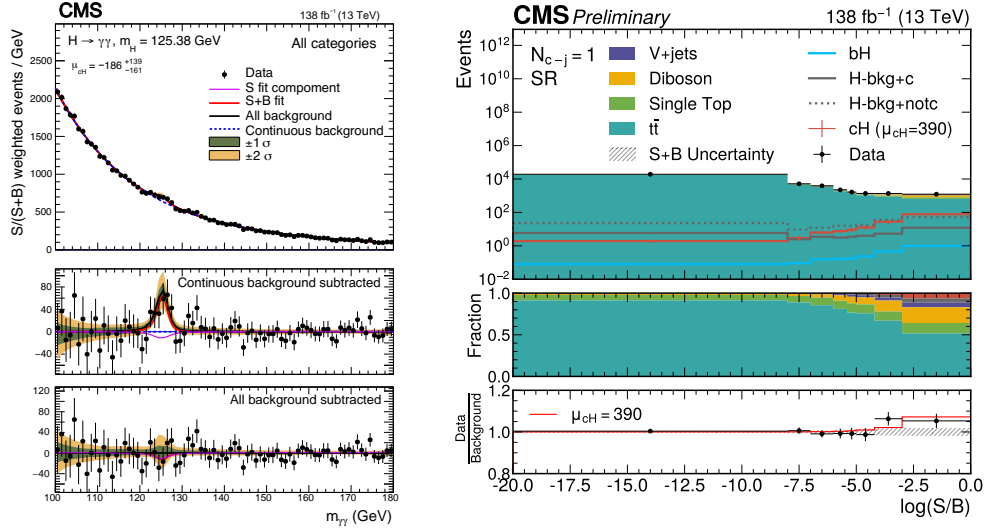 CMS 138 fb⁻¹ (13 TeV)
H → γγ, m_H = 125.38 GeV
All categories
μ_cH = −186 +139 −161
Data
S fit component
S+B fit
All background
Continuous background
±1 σ
±2 σ
S/(S+B) weighted events / GeV
2500
2000
1500
1000
500
0
Continuous background subtracted
80
40
0
−40
All background subtracted
120
80
40
0
−40
100 110 120 130 140 150 160 170 180
m_γγ (GeV)
CMS Preliminary 138 fb⁻¹ (13 TeV)
Events
10¹²
10¹⁰
10⁸
10⁶
10⁴
10²
10⁰
10⁻²
N_c−j = 1
SR
V+jets
Diboson
Single Top
tt̄
S+B Uncertainty
bH
H-bkg+c
H-bkg+notc
cH (μ_cH=390)
Data
Fraction
1.0
0.5
0.0
Data
Background
1.2
1.0
0.8
μ_cH = 390
-20.0 -17.5 -15.0 -12.5 -10.0 -7.5 -5.0 -2.5 0.0
log(S/B)